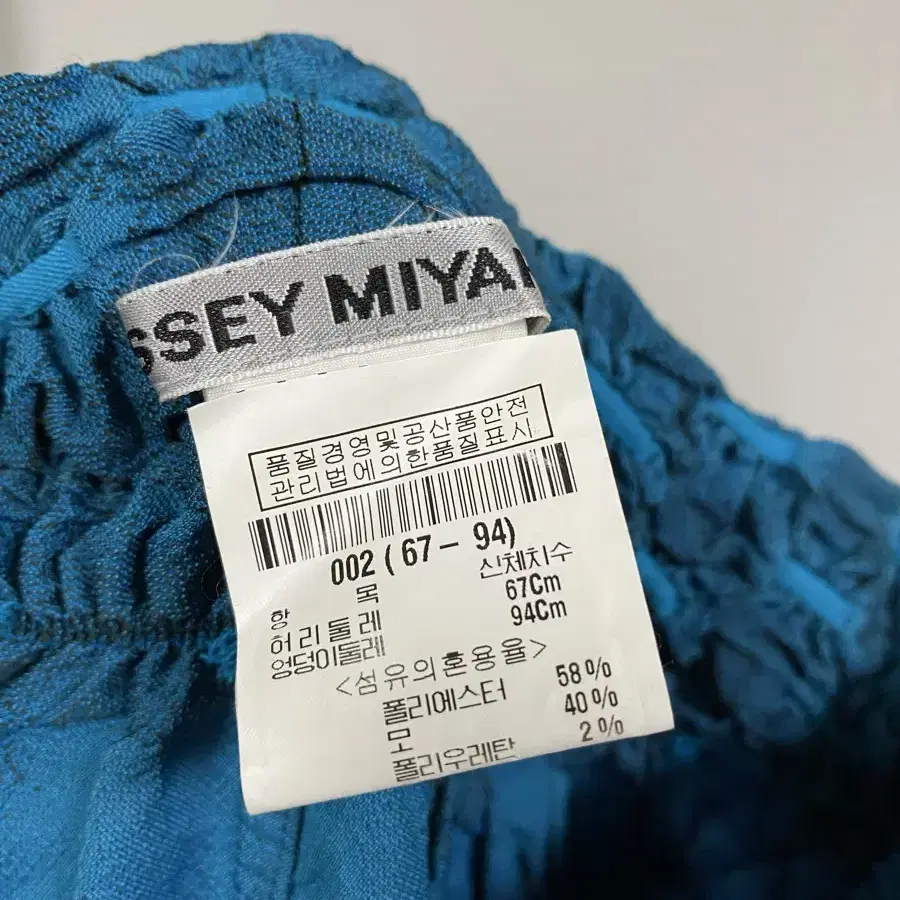 SSEY MIYAK
품질경영및공산품안전
관리법에의한품질표시
002 (67 - 94)
항 목 신체치수
허리둘레 67Cm
엉덩이둘레 94Cm
<섬유의혼용율>
폴리에스터 58%
모 40%
폴리우레탄 2%